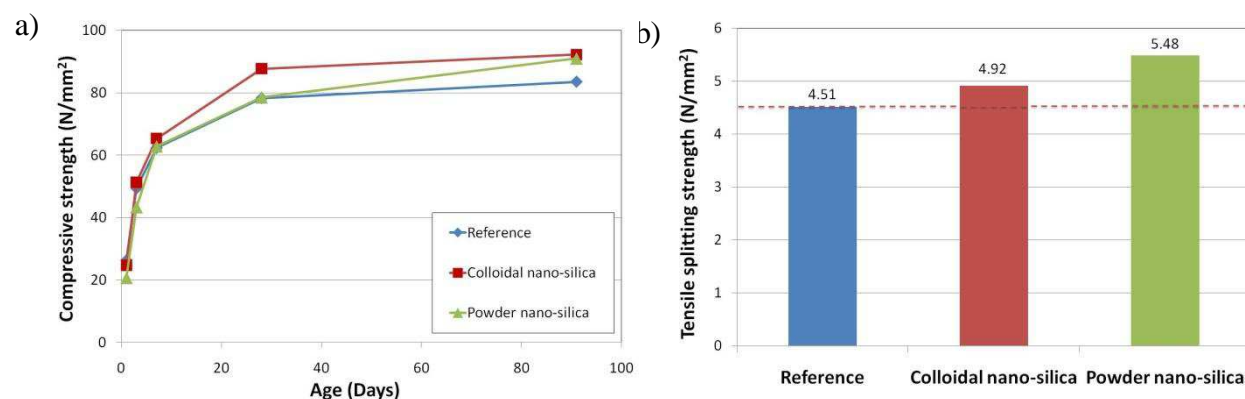 a)
Compressive strength (N/mm²)
100
80
60
40
20
0
0 20 40 60 80 100
Age (Days)
Reference
Colloidal nano-silica
Powder nano-silica
b)
Tensile splitting strength (N/mm²)
6
5
4
3
2
1
0
4.51
4.92
5.48
Reference Colloidal nano-silica Powder nano-silica